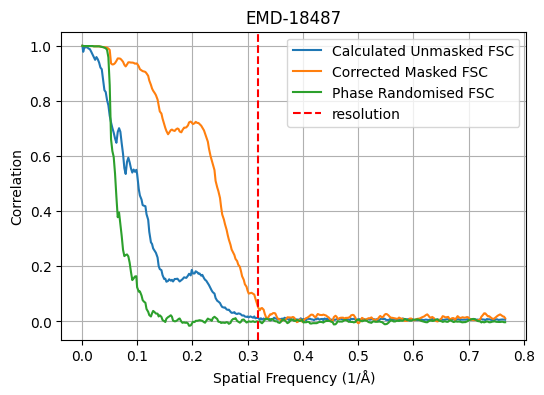 EMD-18487
Calculated Unmasked FSC
Corrected Masked FSC
Phase Randomised FSC
resolution
Correlation
1.0
0.8
0.6
0.4
0.2
0.0
0.0 0.1 0.2 0.3 0.4 0.5 0.6 0.7 0.8
Spatial Frequency (1/Å)